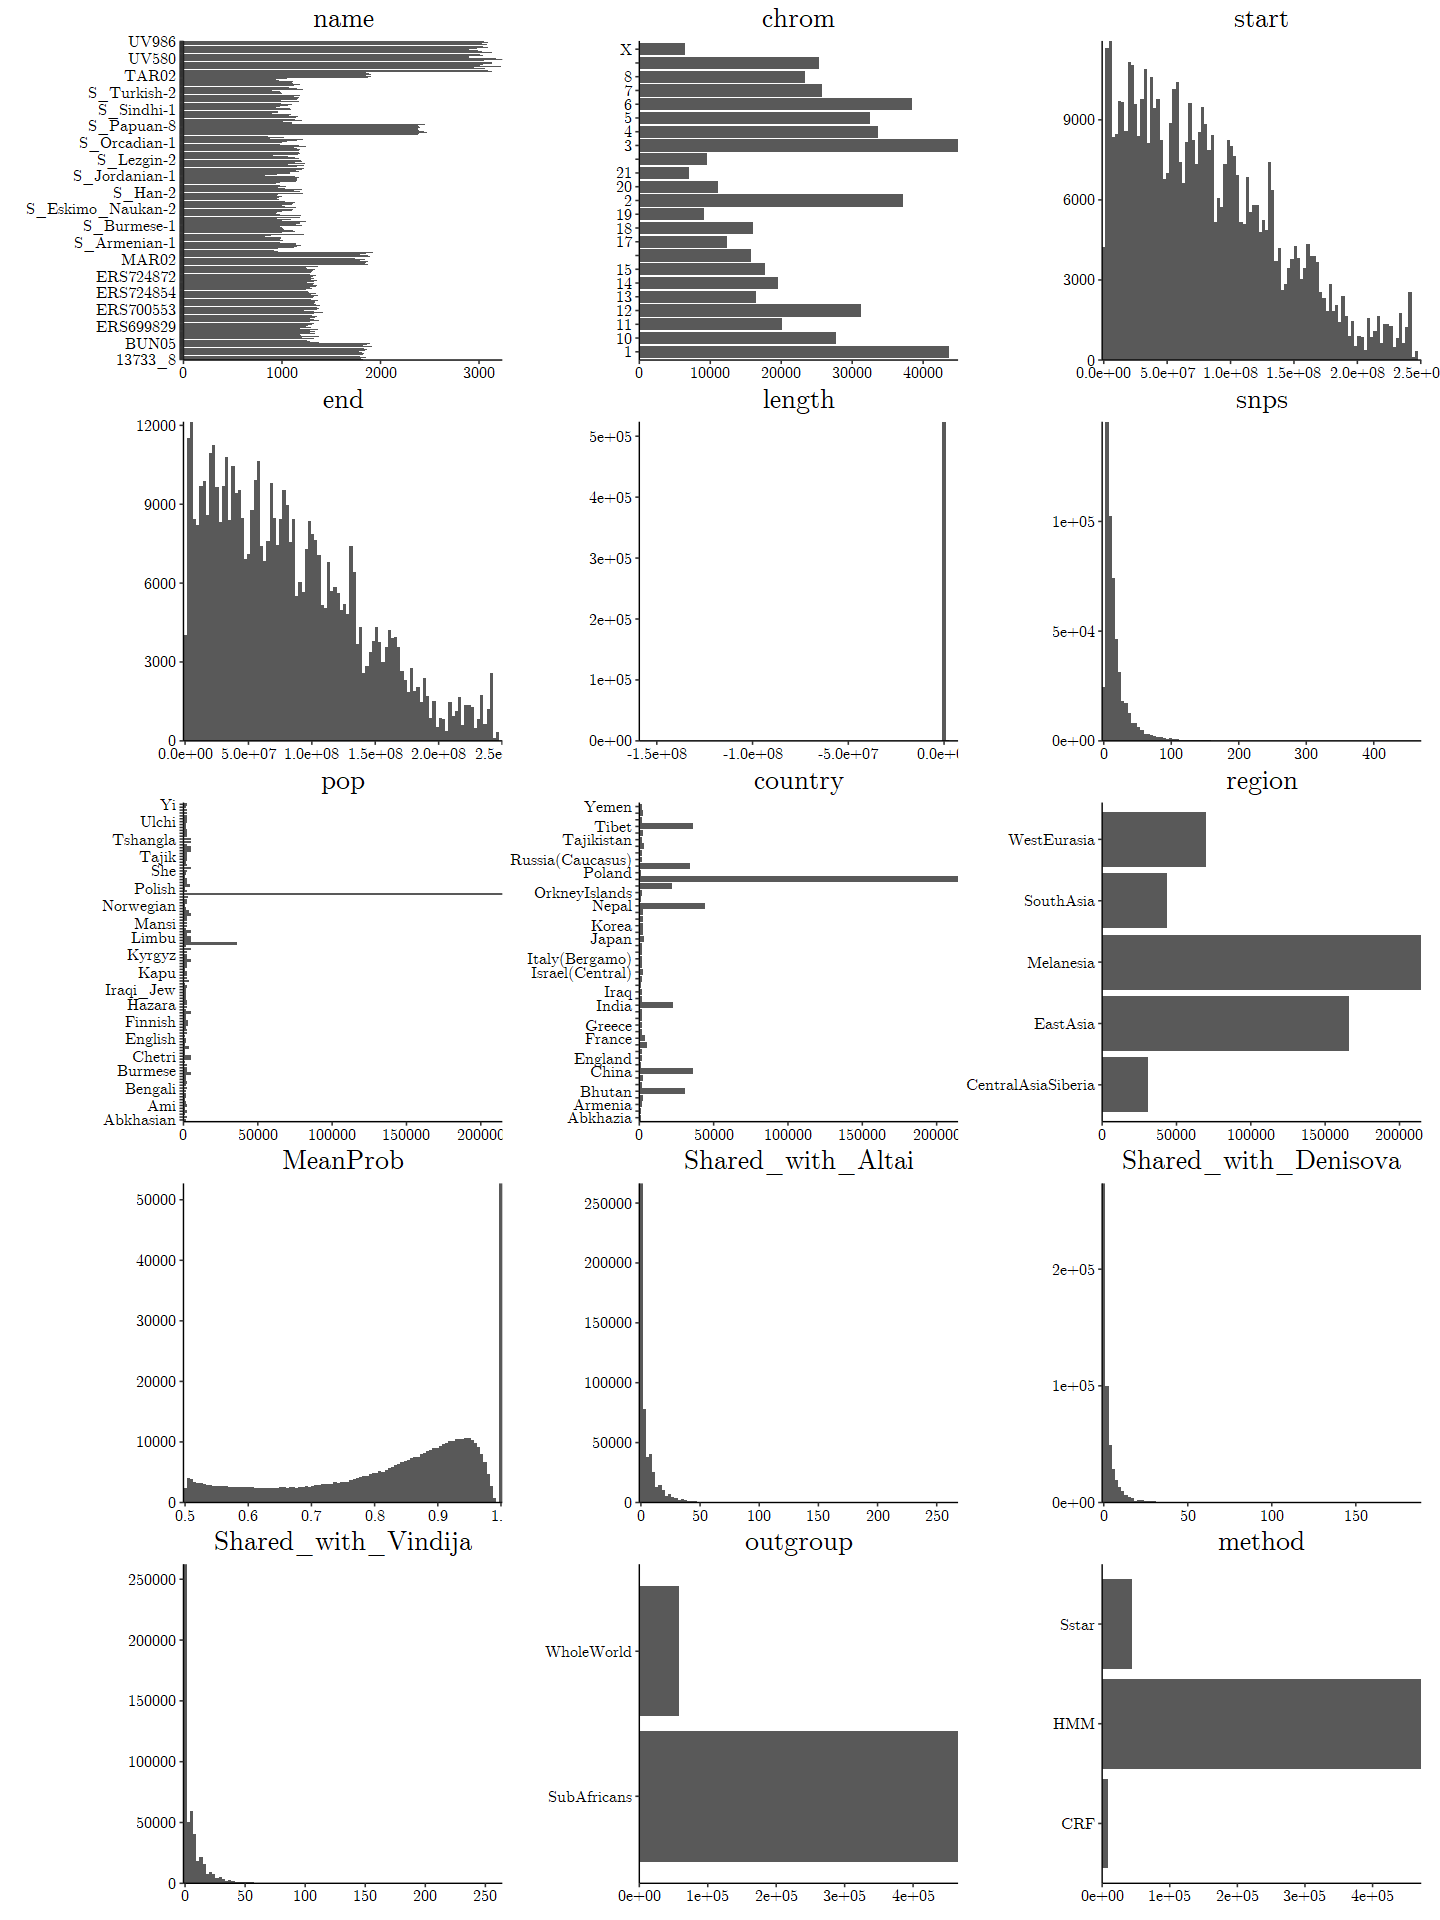 name
UV986
UV580
TAR02
S_Turkish-2
S_Sindhi-1
S_Papuan-8
S_Orcadian-1
S_Lezgin-2
S_Jordanian-1
S_Han-2
S_Eskimo_Naukan-2
S_Burmese-1
S_Armenian-1
MAR02
ERS724872
ERS724854
ERS700553
ERS699829
BUN05
13733_8
0 1000 2000 3000
chrom
X
8
7
6
5
4
3
21
20
2
19
18
17
15
14
13
12
11
10
1
0 10000 20000 30000 40000
start
9000
6000
3000
0
0.0e+00 5.0e+07 1.0e+08 1.5e+08 2.0e+08 2.5e+0
end
12000
9000
6000
3000
0
0.0e+00 5.0e+07 1.0e+08 1.5e+08 2.0e+08 2.5e
length
5e+05
4e+05
3e+05
2e+05
1e+05
0e+00
-1.5e+08 -1.0e+08 -5.0e+07 0.0e+
snps
1e+05
5e+04
0e+00
0 100 200 300 400
pop
Yi
Ulchi
Tshangla
Tajik
She
Polish
Norwegian
Mansi
Limbu
Kyrgyz
Kapu
Iraqi_Jew
Hazara
Finnish
English
Chetri
Burmese
Bengali
Ami
Abkhasian
0 50000 100000 150000 200000
country
Yemen
Tibet
Tajikistan
Russia(Caucasus)
Poland
OrkneyIslands
Nepal
Korea
Japan
Italy(Bergamo)
Israel(Central)
Iraq
India
Greece
France
England
China
Bhutan
Armenia
Abkhazia
0 50000 100000 150000 200000
region
WestEurasia
SouthAsia
Melanesia
EastAsia
CentralAsiaSiberia
0 50000 100000 150000 200000
MeanProb
50000
40000
30000
20000
10000
0
0.5 0.6 0.7 0.8 0.9 1.
Shared_with_Altai
250000
200000
150000
100000
50000
0
0 50 100 150 200 250
Shared_with_Denisova
2e+05
1e+05
0e+00
0 50 100 150
Shared_with_Vindija
250000
200000
150000
100000
50000
0
0 50 100 150 200 250
outgroup
WholeWorld
SubAfricans
0e+00 1e+05 2e+05 3e+05 4e+05
method
Sstar
HMM
CRF
0e+00 1e+05 2e+05 3e+05 4e+05